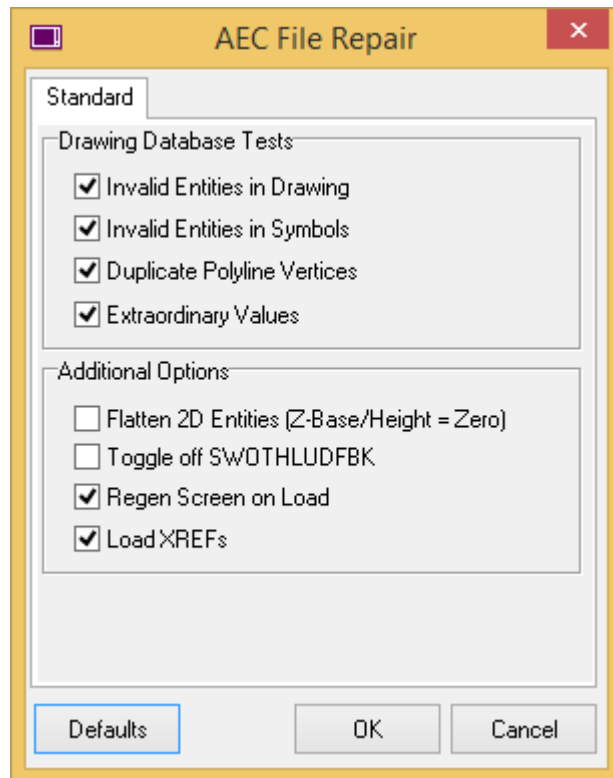 AEC File Repair
Standard
Drawing Database Tests
Invalid Entities in Drawing
Invalid Entities in Symbols
Duplicate Polyline Vertices
Extraordinary Values
Additional Options
Flatten 2D Entities (Z-Base/Height = Zero)
Toggle off SWOTHLUDFBK
Regen Screen on Load
Load XREFs
Defaults OK Cancel